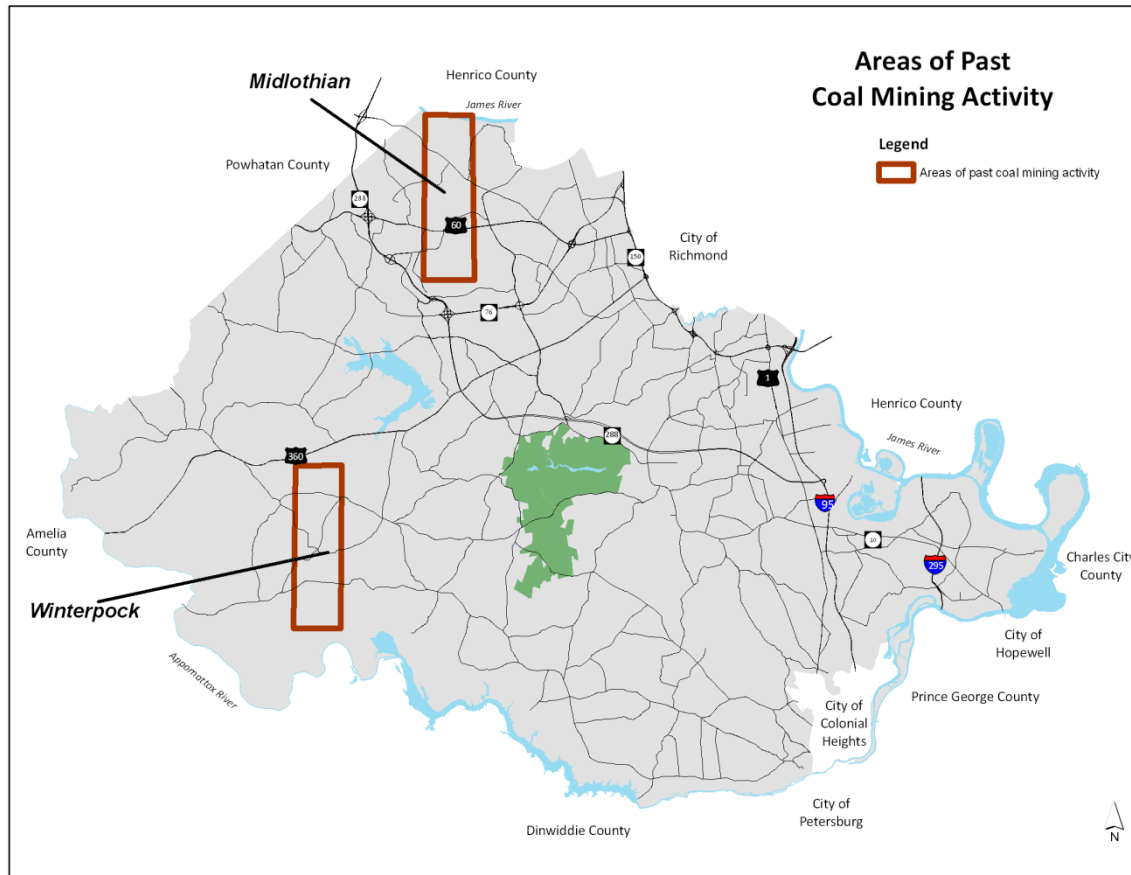 Areas of Past
Coal Mining Activity
Legend
Areas of past coal mining activity
Midlothian
Henrico County
James River
Powhatan County
288
60
City of
Richmond
150
76
1
Henrico County
James River
288
360
95
Amelia
County
10
295
Charles City
County
Winterpock
City of
Hopewell
Appomattox River
Prince George County
City of
Colonial
Heights
City of
Petersburg
Dinwiddie County
N